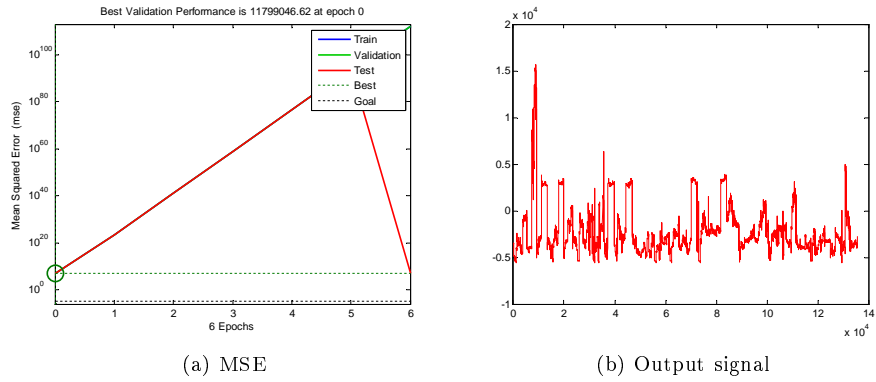 Best Validation Performance is 11799046.62 at epoch 0
Mean Squared Error (mse)
10^100
10^80
10^60
10^40
10^20
10^0
0 1 2 3 4 5 6
6 Epochs
Train
Validation
Test
Best
Goal
(a) MSE
x 10^4
2
1.5
1
0.5
0
-0.5
-1
0 2 4 6 8 10 12 14
x 10^4
(b) Output signal